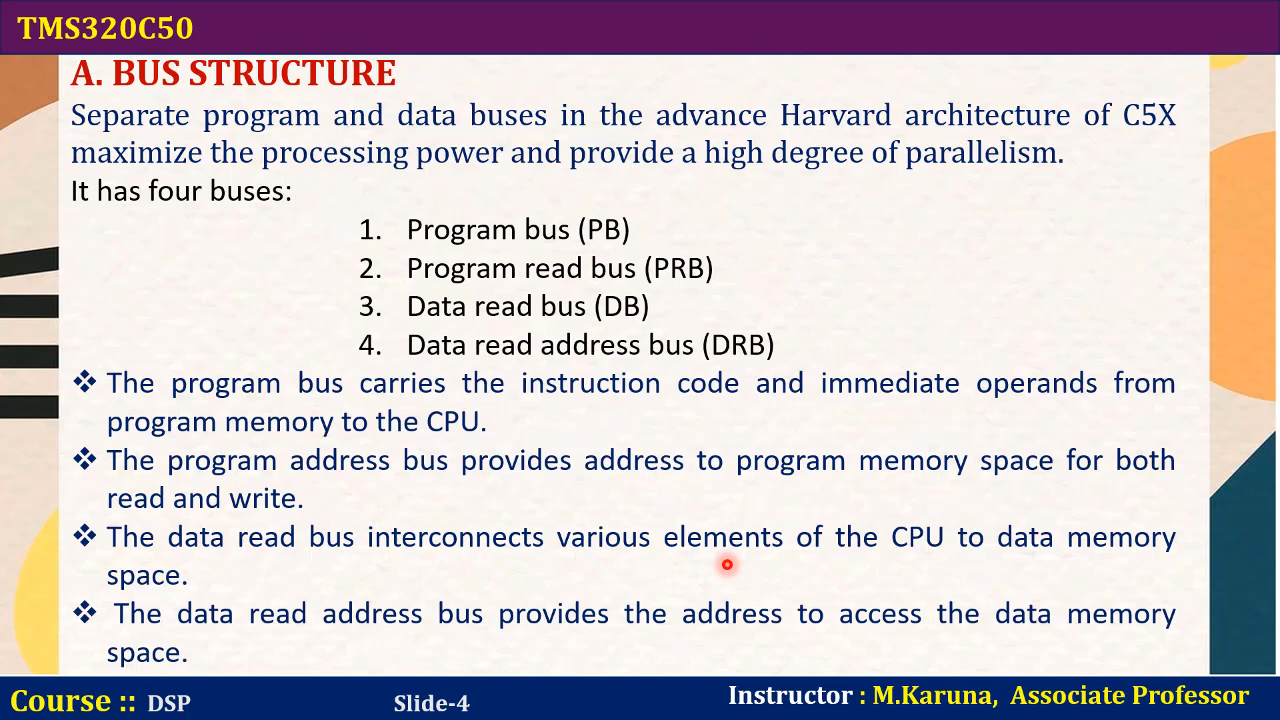 TMS320C50
A. BUS STRUCTURE
Separate program and data buses in the advance Harvard architecture of C5X
maximize the processing power and provide a high degree of parallelism.
It has four buses:
1. Program bus (PB)
2. Program read bus (PRB)
3. Data read bus (DB)
4. Data read address bus (DRB)
❖ The program bus carries the instruction code and immediate operands from
program memory to the CPU.
❖ The program address bus provides address to program memory space for both
read and write.
❖ The data read bus interconnects various elements of the CPU to data memory
space.
❖ The data read address bus provides the address to access the data memory
space.
Course :: DSP Slide-4 Instructor : M.Karuna, Associate Professor